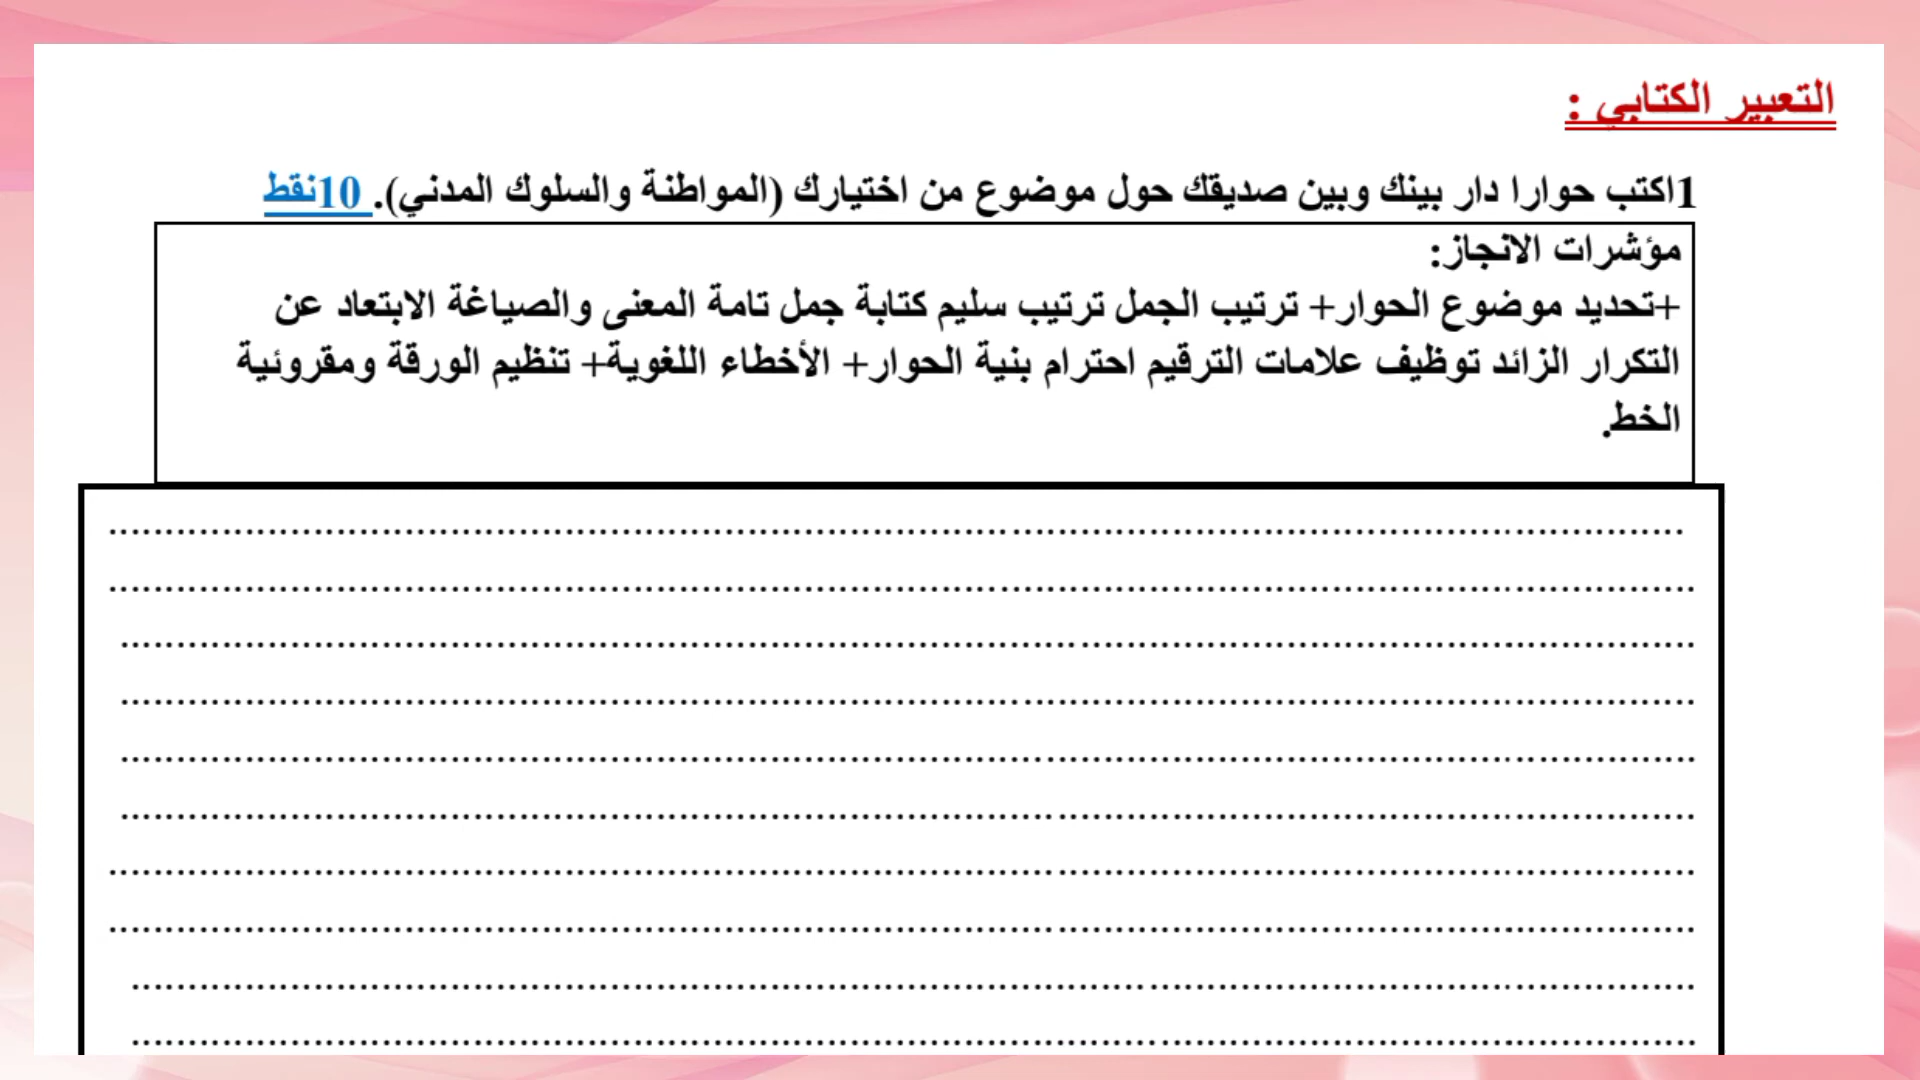 التعبير الكتابي :
1اكتب حوارا دار بينك وبين صديقك حول موضوع من اختيارك (المواطنة والسلوك المدني). 10نقط
مؤشرات الانجاز:
+تحديد موضوع الحوار+ ترتيب الجمل ترتيب سليم كتابة جمل تامة المعنى والصياغة الابتعاد عن
التكرار الزائد توظيف علامات الترقيم احترام بنية الحوار+ الأخطاء اللغوية+ تنظيم الورقة ومقروئية
الخط.